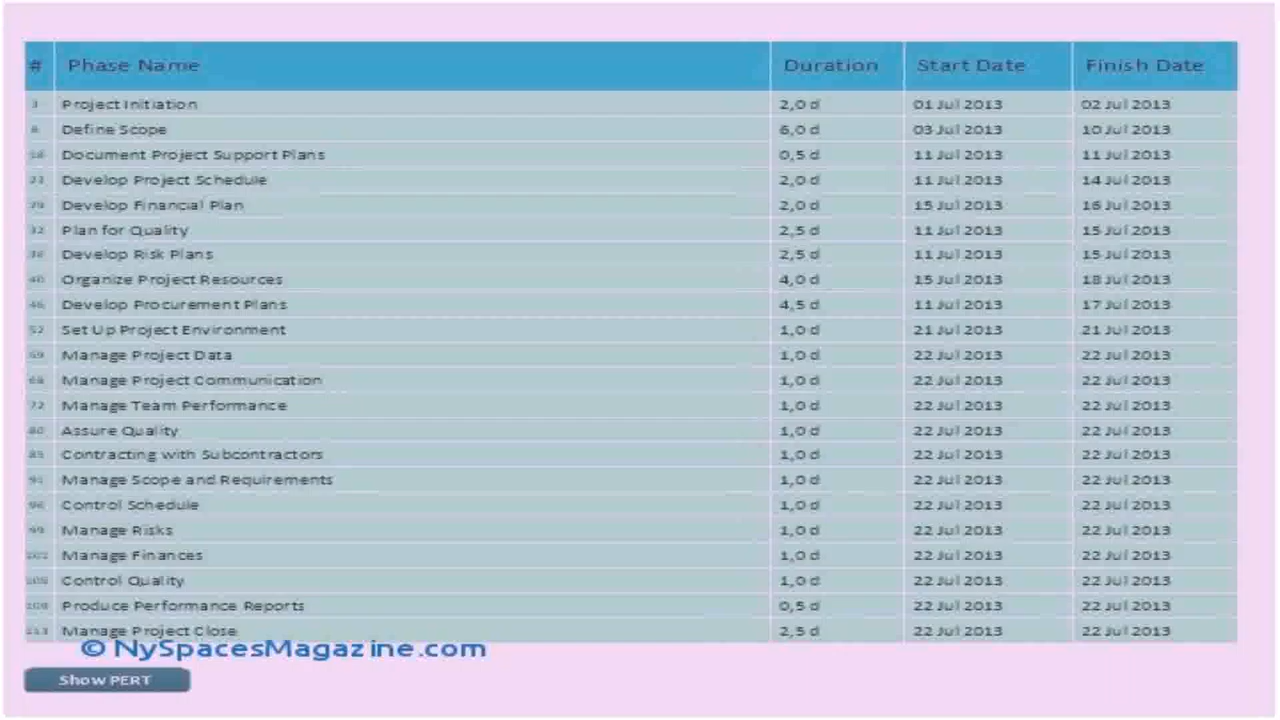 # Phase Name Duration Start Date Finish Date
Project Initiation 2,0 d 01 Jul 2013 02 Jul 2013
Define Scope 6,0 d 03 Jul 2013 10 Jul 2013
Document Project Support Plans 0,5 d 11 Jul 2013 11 Jul 2013
Develop Project Schedule 2,0 d 11 Jul 2013 14 Jul 2013
Develop Financial Plan 2,0 d 15 Jul 2013 16 Jul 2013
Plan for Quality 2,5 d 11 Jul 2013 15 Jul 2013
Develop Risk Plans 2,5 d 11 Jul 2013 15 Jul 2013
40 Organize Project Resources 4,0 d 15 Jul 2013 18 Jul 2013
46 Develop Procurement Plans 4,5 d 11 Jul 2013 17 Jul 2013
Set Up Project Environment 1,0 d 21 Jul 2013 21 Jul 2013
Manage Project Data 1,0 d 22 Jul 2013 22 Jul 2013
Manage Project Communication 1,0 d 22 Jul 2013 22 Jul 2013
72 Manage Team Performance 1,0 d 22 Jul 2013 22 Jul 2013
80 Assure Quality 1,0 d 22 Jul 2013 22 Jul 2013
Contracting with Subcontractors 1,0 d 22 Jul 2013 22 Jul 2013
Manage Scope and Requirements 1,0 d 22 Jul 2013 22 Jul 2013
96 Control Schedule 1,0 d 22 Jul 2013 22 Jul 2013
99 Manage Risks 1,0 d 22 Jul 2013 22 Jul 2013
Manage Finances 1,0 d 22 Jul 2013 22 Jul 2013
Control Quality 1,0 d 22 Jul 2013 22 Jul 2013
Produce Performance Reports 0,5 d 22 Jul 2013 22 Jul 2013
113 Manage Project Close 2,5 d 22 Jul 2013 22 Jul 2013
© NySpacesMagazine.com
Show PERT